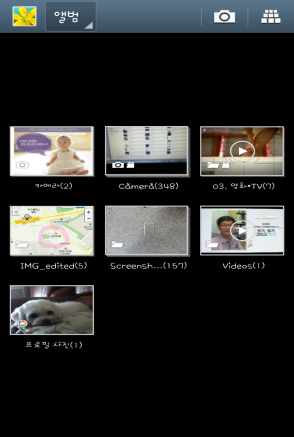 앨범
카메라(2)
Camera(348)
03. 영화•TV(7)
IMG_edited(5)
Screensh...(157)
Videos(1)
프로필 사진(1)